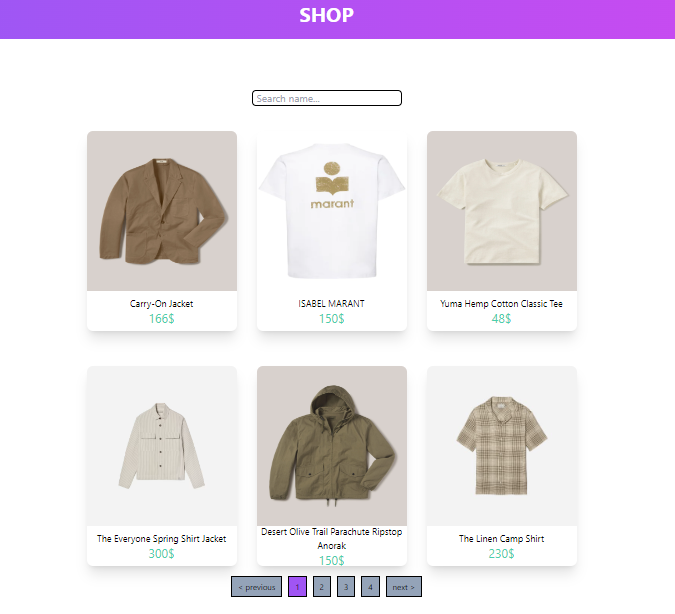 SHOP
Search name...
marant
Carry-On Jacket
166$
ISABEL MARANT
150$
Yuma Hemp Cotton Classic Tee
48$
The Everyone Spring Shirt Jacket
300$
Desert Olive Trail Parachute Ripstop
Anorak
150$
The Linen Camp Shirt
230$
< previous 1 2 3 4 next >